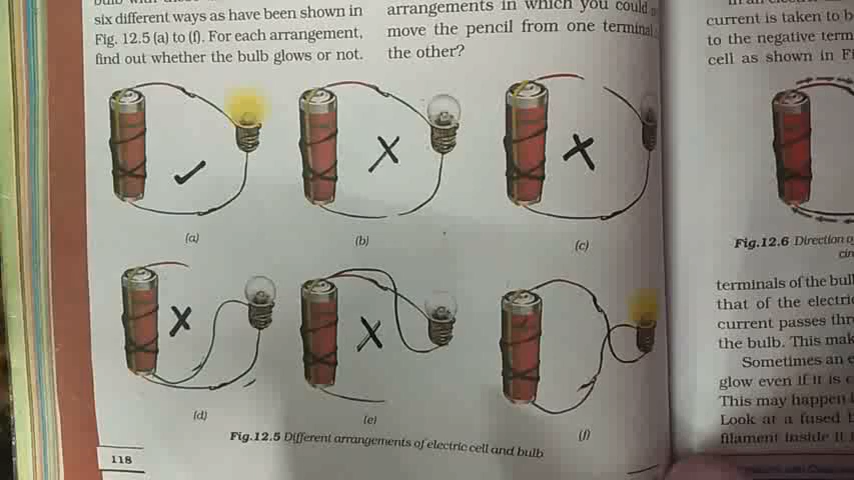 six different ways as have been shown in
Fig. 12.5 (a) to (f). For each arrangement,
find out whether the bulb glows or not.
arrangements in which you could
move the pencil from one terminal
the other?
current is taken to b
to the negative term
cell as shown in F
(a)
(b)
(c)
(d)
(e)
(f)
Fig.12.5 Different arrangements of electric cell and bulb
118
Fig.12.6 Direction
cir
terminals of the bul
that of the electri
current passes thr
the bulb. This mak
Sometimes an e
glow even if it is c
This may happen
Look at a fused b
filament inside it